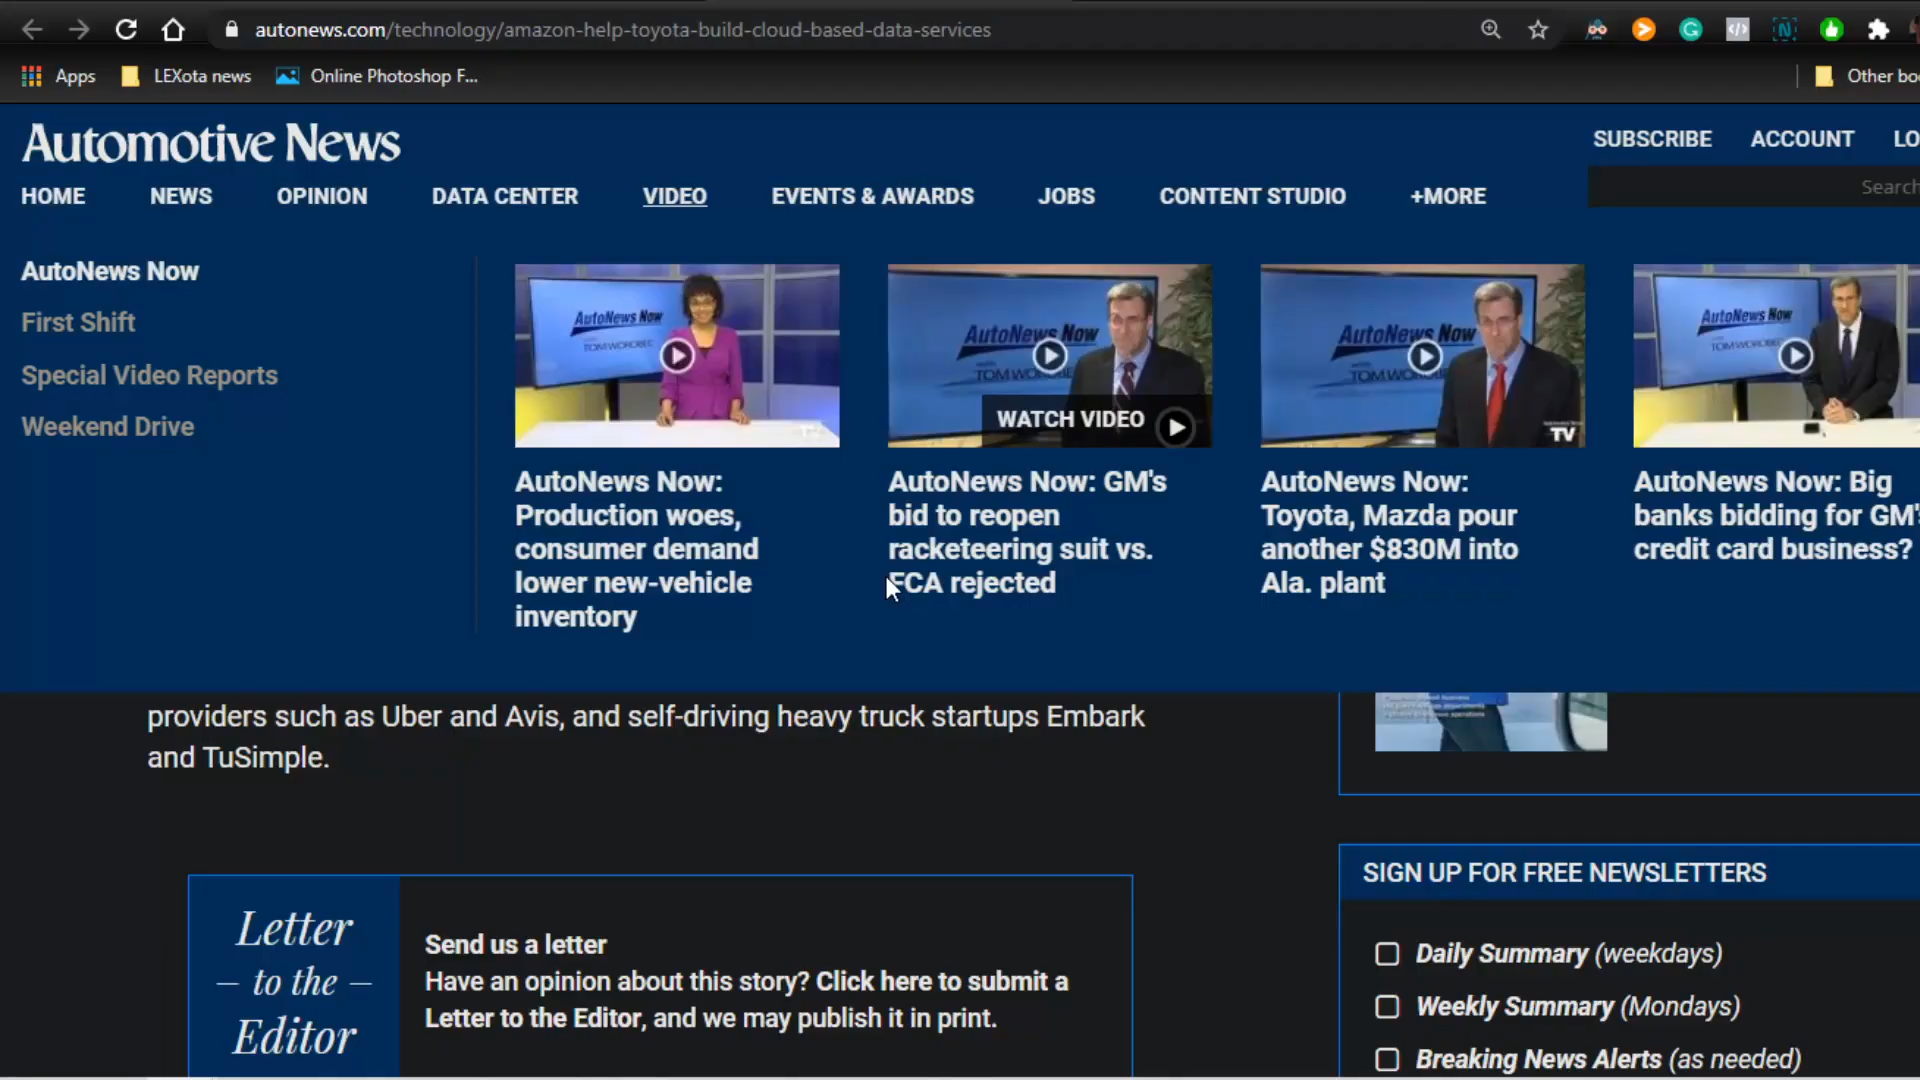 autonews.com/technology/amazon-help-toyota-build-cloud-based-data-services
Apps
LEXota news
Online Photoshop F...
Other boo
Automotive News
SUBSCRIBE
ACCOUNT
LO
HOME
NEWS
OPINION
DATA CENTER
VIDEO
EVENTS & AWARDS
JOBS
CONTENT STUDIO
+MORE
Search
AutoNews Now
First Shift
Special Video Reports
Weekend Drive
AutoNews Now
TOM WOROBEC
AutoNews Now
WATCH VIDEO
AutoNews Now
TV
AutoNews Now
AutoNews Now:
Production woes,
consumer demand
lower new-vehicle
inventory
AutoNews Now: GM's
bid to reopen
racketeering suit vs.
FCA rejected
AutoNews Now:
Toyota, Mazda pour
another $830M into
Ala. plant
AutoNews Now: Big
banks bidding for GM's
credit card business?
providers such as Uber and Avis, and self-driving heavy truck startups Embark
and TuSimple.
Letter
— to the —
Editor
Send us a letter
Have an opinion about this story? Click here to submit a
Letter to the Editor, and we may publish it in print.
SIGN UP FOR FREE NEWSLETTERS
Daily Summary (weekdays)
Weekly Summary (Mondays)
Breaking News Alerts (as needed)